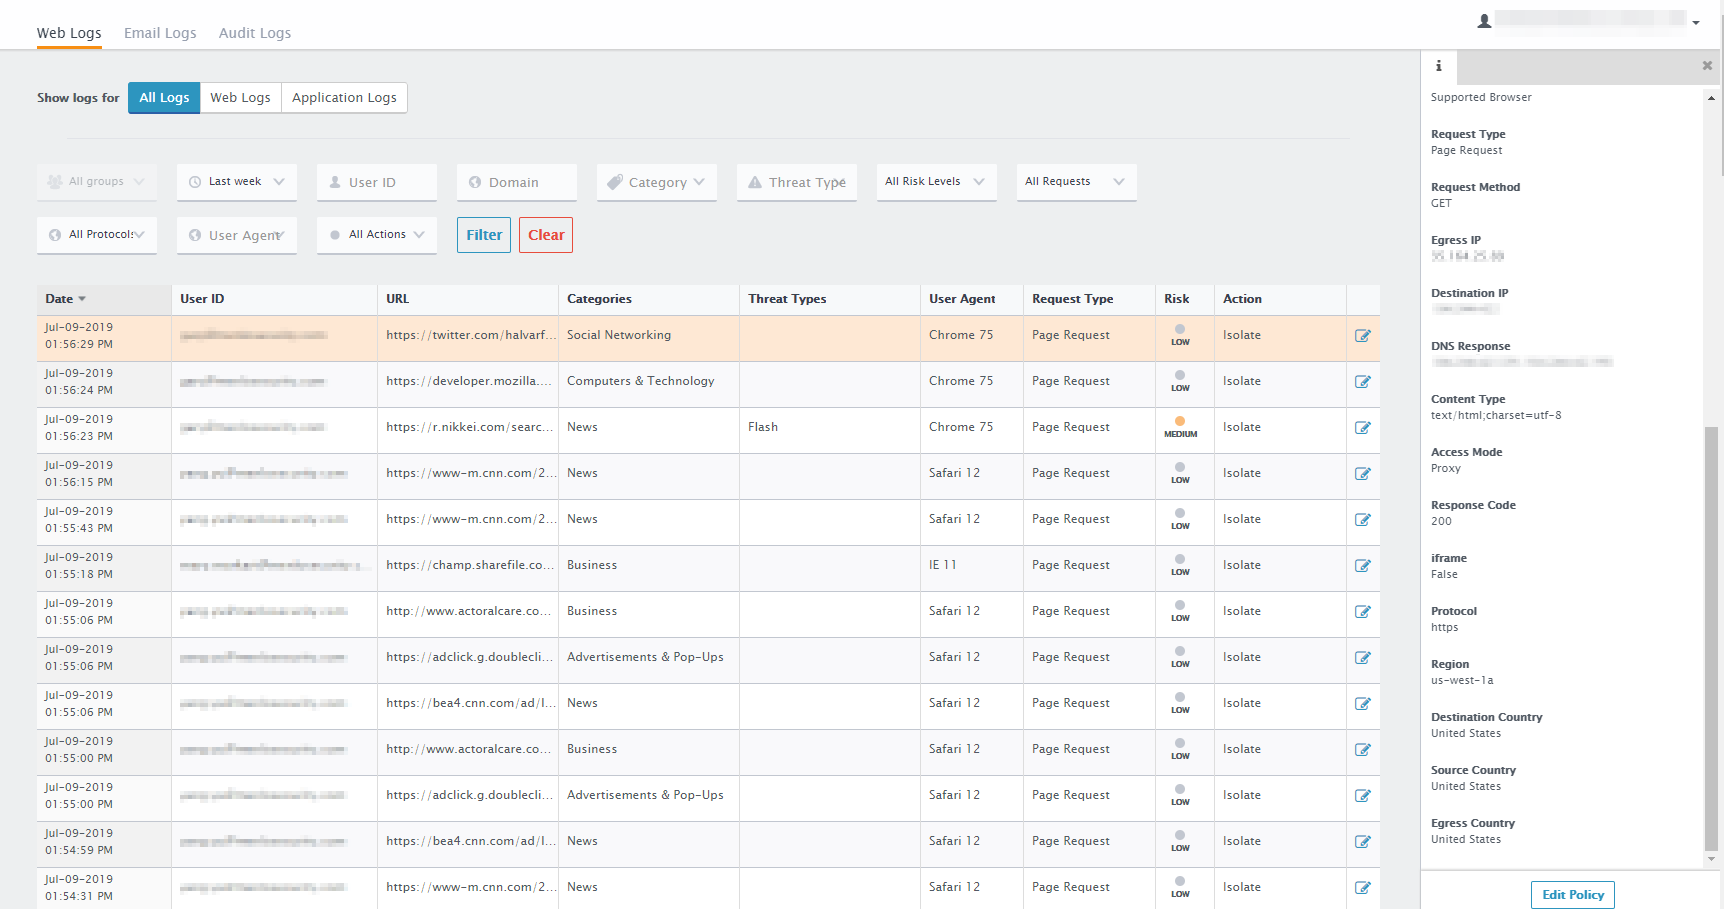 Web Logs Email Logs Audit Logs
Show logs for All Logs Web Logs Application Logs
All groups Last week User ID Domain Category Threat Type All Risk Levels All Requests
All Protocols User Agent All Actions Filter Clear
Date User ID URL Categories Threat Types User Agent Request Type Risk Action
Jul-09-2019
01:56:29 PM https://twitter.com/halvarf... Social Networking Chrome 75 Page Request LOW Isolate
Jul-09-2019
01:56:24 PM https://developer.mozilla.... Computers & Technology Chrome 75 Page Request LOW Isolate
Jul-09-2019
01:56:23 PM https://r.nikkei.com/searc... News Flash Chrome 75 Page Request MEDIUM Isolate
Jul-09-2019
01:56:15 PM https://www-m.cnn.com/2... News Safari 12 Page Request LOW Isolate
Jul-09-2019
01:55:43 PM https://www-m.cnn.com/2... News Safari 12 Page Request LOW Isolate
Jul-09-2019
01:55:18 PM https://champ.sharefile.co... Business IE 11 Page Request LOW Isolate
Jul-09-2019
01:55:06 PM http://www.actoralcare.co... Business Safari 12 Page Request LOW Isolate
Jul-09-2019
01:55:06 PM https://adclick.g.doublecli... Advertisements & Pop-Ups Safari 12 Page Request LOW Isolate
Jul-09-2019
01:55:06 PM https://bea4.cnn.com/ad/l... News Safari 12 Page Request LOW Isolate
Jul-09-2019
01:55:00 PM http://www.actoralcare.co... Business Safari 12 Page Request LOW Isolate
Jul-09-2019
01:55:00 PM https://adclick.g.doublecli... Advertisements & Pop-Ups Safari 12 Page Request LOW Isolate
Jul-09-2019
01:54:59 PM https://bea4.cnn.com/ad/l... News Safari 12 Page Request LOW Isolate
Jul-09-2019
01:54:31 PM https://www-m.cnn.com/2... News Safari 12 Page Request LOW Isolate
Supported Browser
Request Type
Page Request
Request Method
GET
Egress IP
Destination IP
DNS Response
Content Type
text/html;charset=utf-8
Access Mode
Proxy
Response Code
200
iframe
False
Protocol
https
Region
us-west-1a
Destination Country
United States
Source Country
United States
Egress Country
United States
Edit Policy